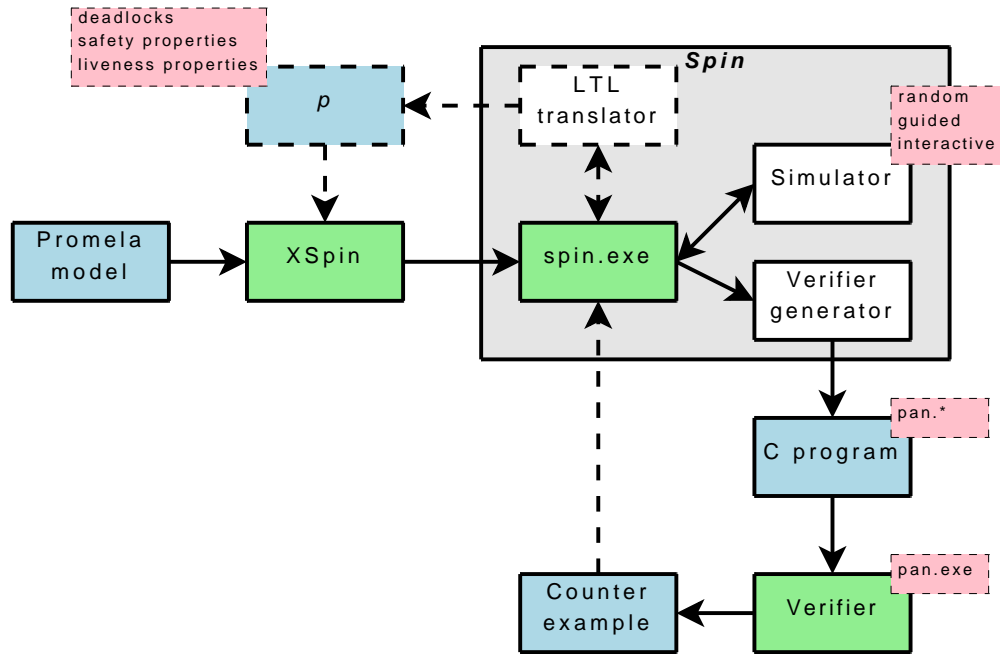 deadlocks
safety properties
liveness properties
p
Spin
LTL
translator
random
guided
interactive
Simulator
Promela
model
XSpin
spin.exe
Verifier
generator
pan.*
C program
pan.exe
Counter
example
Verifier